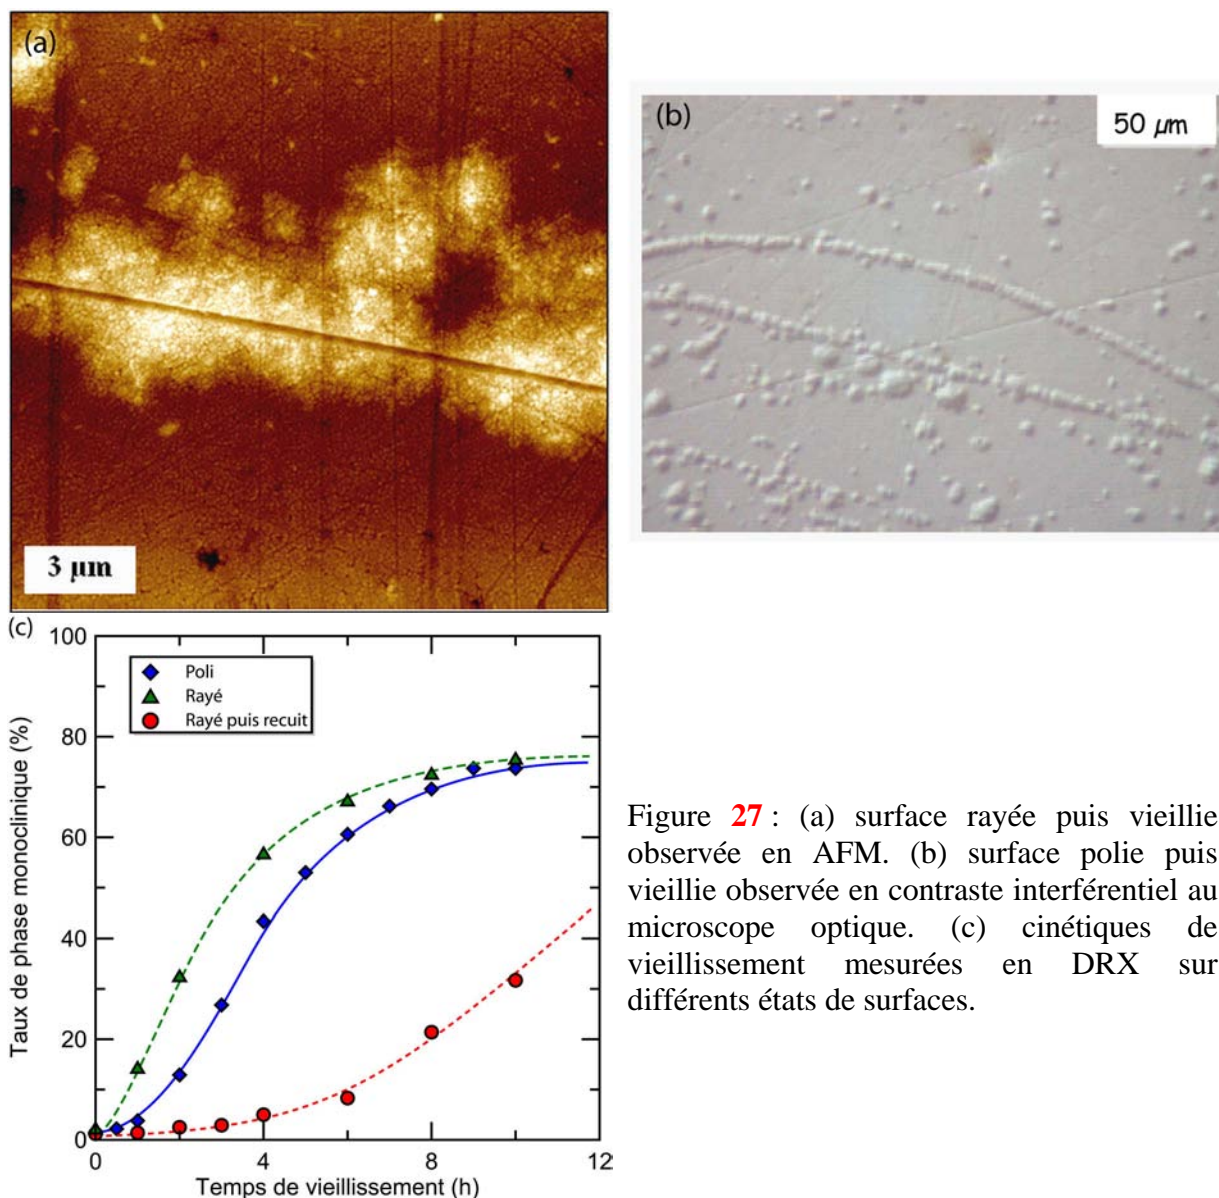 (a)
3 µm
(b)
50 µm
(c)
100
80
60
40
20
0
Taux de phase monoclinique (%)
Poli
Rayé
Rayé puis recuit
0 4 8 12
Temps de vieillissement (h)
Figure 27 : (a) surface rayée puis vieillie
observée en AFM. (b) surface polie puis
vieillie observée en contraste interférentiel au
microscope optique. (c) cinétiques de
vieillissement mesurées en DRX sur
différents états de surfaces.